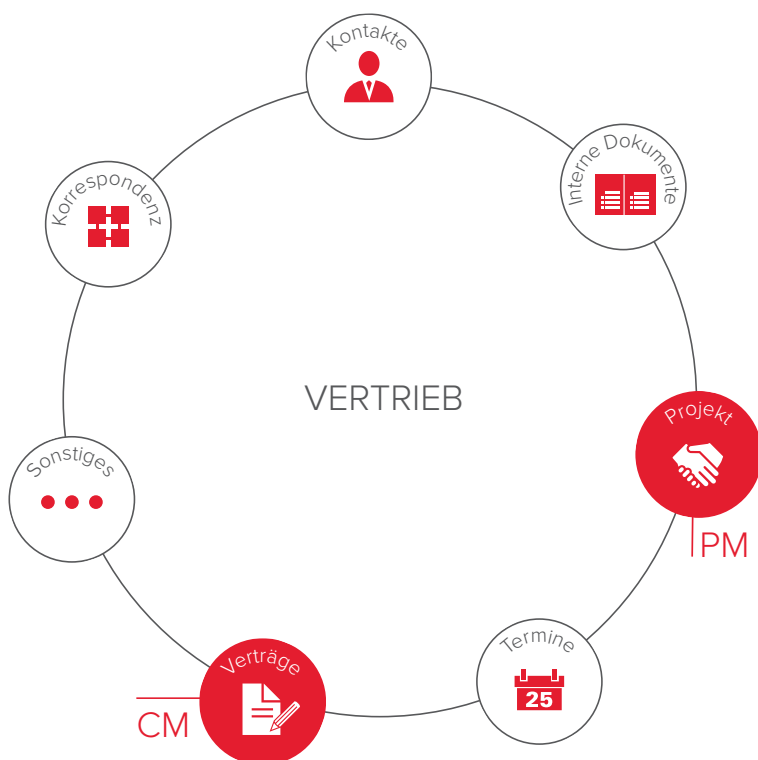 Kontakte
Interne Dokumente
Korrespondenz
VERTRIEB
Projekt
Sonstiges
PM
Termine
25
Verträge
CM